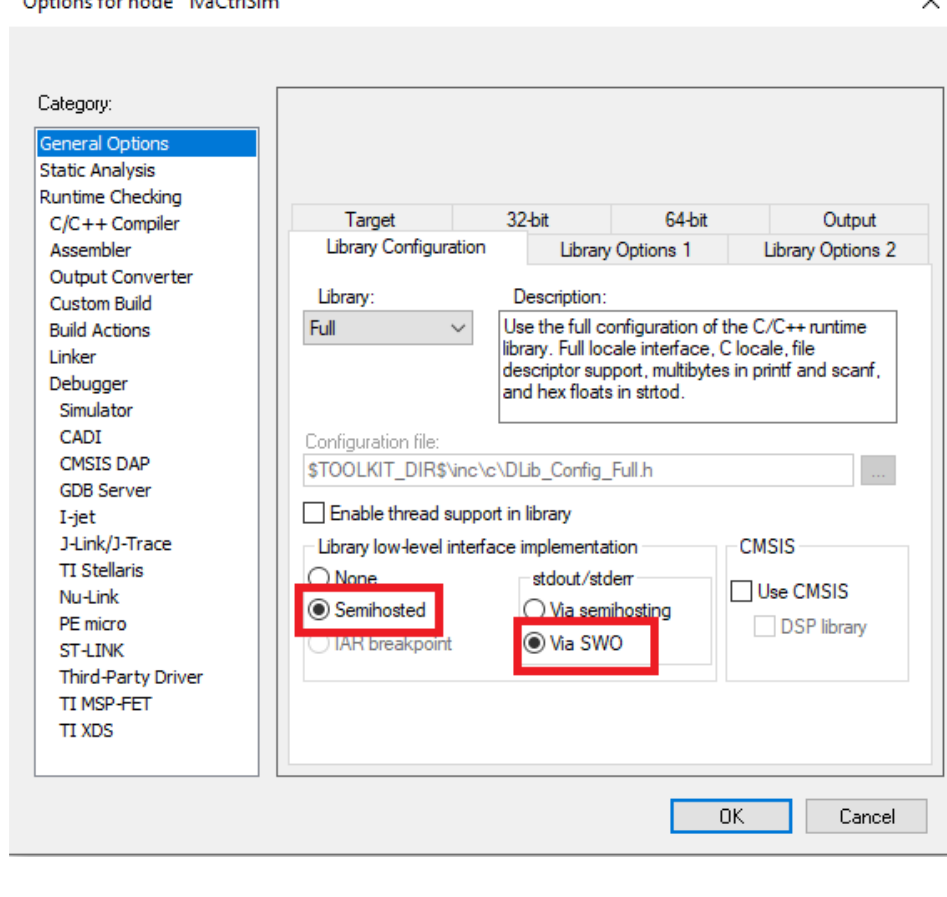 Options for node "IvaCtrlSim"
Category:
General Options
Static Analysis
Runtime Checking
C/C++ Compiler
Assembler
Output Converter
Custom Build
Build Actions
Linker
Debugger
Simulator
CADI
CMSIS DAP
GDB Server
I-jet
J-Link/J-Trace
TI Stellaris
Nu-Link
PE micro
ST-LINK
Third-Party Driver
TI MSP-FET
TI XDS
Target 32-bit 64-bit Output
Library Configuration Library Options 1 Library Options 2
Library: Description:
Full
Use the full configuration of the C/C++ runtime
library. Full locale interface, C locale, file
descriptor support, multibytes in printf and scanf,
and hex floats in strtod.
Configuration file:
$TOOLKIT_DIR$\inc\c\DLib_Config_Full.h ...
Enable thread support in library
Library low-level interface implementation CMSIS
None stdout/stderr
Use CMSIS
Semihosted Via semihosting
DSP library
IAR breakpoint Via SWO
OK Cancel